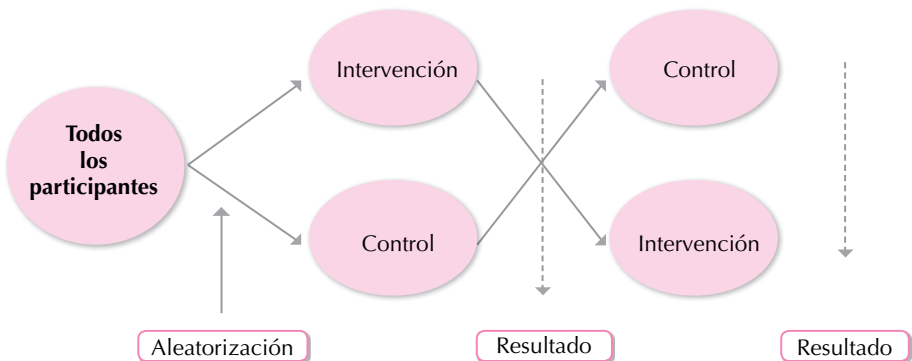 Todos
los
participantes
Intervención
Control
Control
Intervención
Aleatorización
Resultado
Resultado